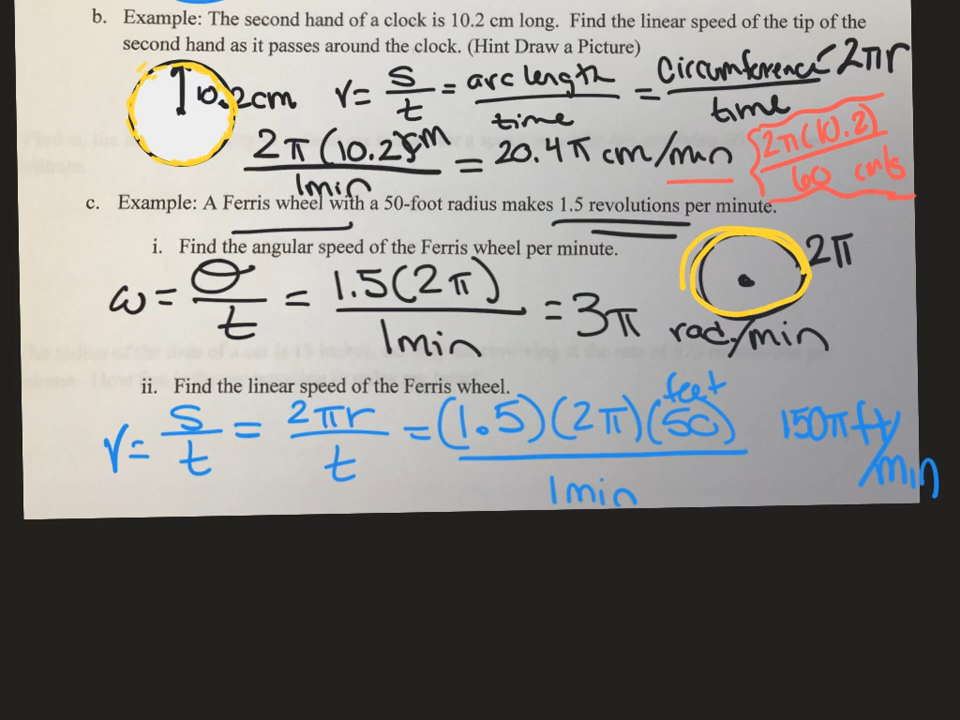 b. Example: The second hand of a clock is 10.2 cm long. Find the linear speed of the tip of the
second hand as it passes around the clock. (Hint Draw a Picture)
10.2cm v = s/t = arc length/time = Circumference/time = 2πr
2π(10.2)cm/1min = 20.4π cm/min 2π(10.2)/60 cm/s
c. Example: A Ferris wheel with a 50-foot radius makes 1.5 revolutions per minute.
i. Find the angular speed of the Ferris wheel per minute.
2π
ω = θ/t = 1.5(2π)/1min = 3π rad/min
ii. Find the linear speed of the Ferris wheel.
v = s/t = 2πr/t = (1.5)(2π)(50)/1min feet 150π ft/min